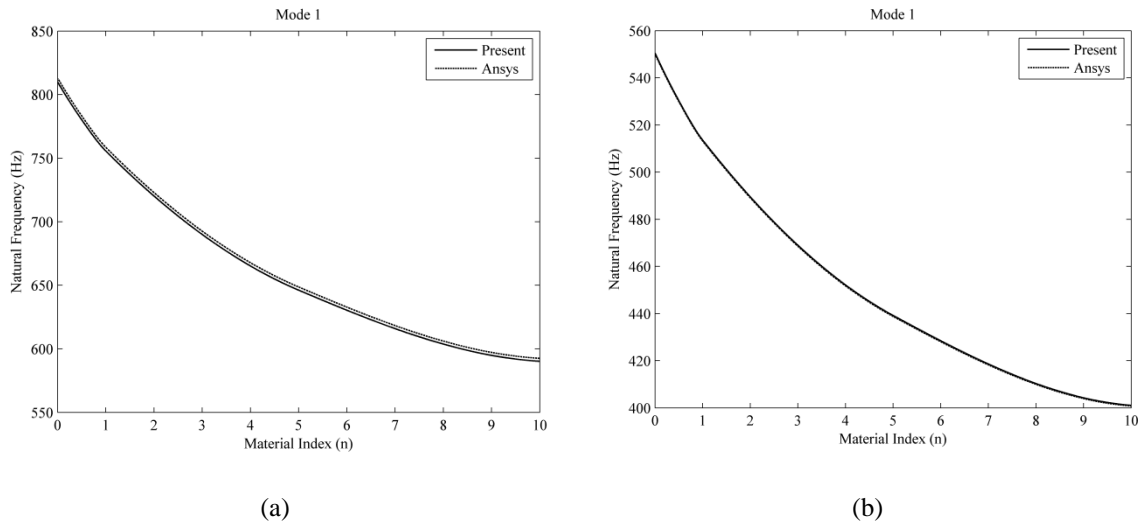 Mode 1
850
800
750
700
650
600
550
0 1 2 3 4 5 6 7 8 9 10
Natural Frequency (Hz)
Material Index (n)
Present
Ansys
(a)
Mode 1
560
540
520
500
480
460
440
420
400
0 1 2 3 4 5 6 7 8 9 10
Natural Frequency (Hz)
Material Index (n)
Present
Ansys
(b)